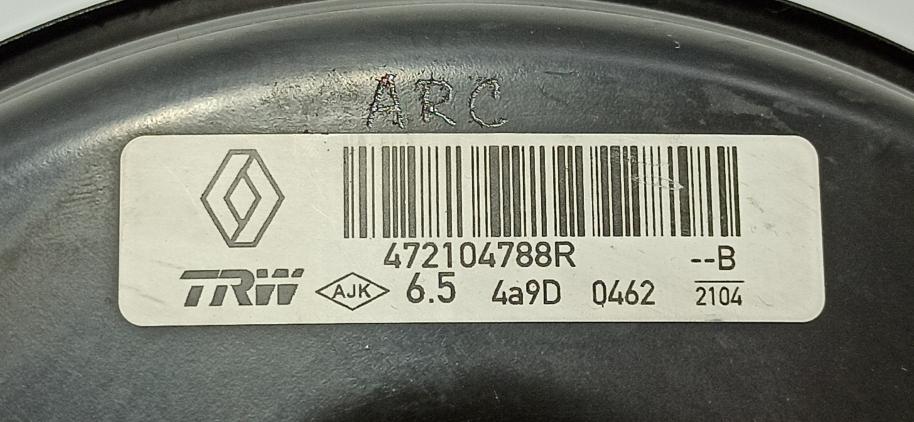 ARC
472104788R --B
TRW AJK 6.5 4a9D 0462 2104